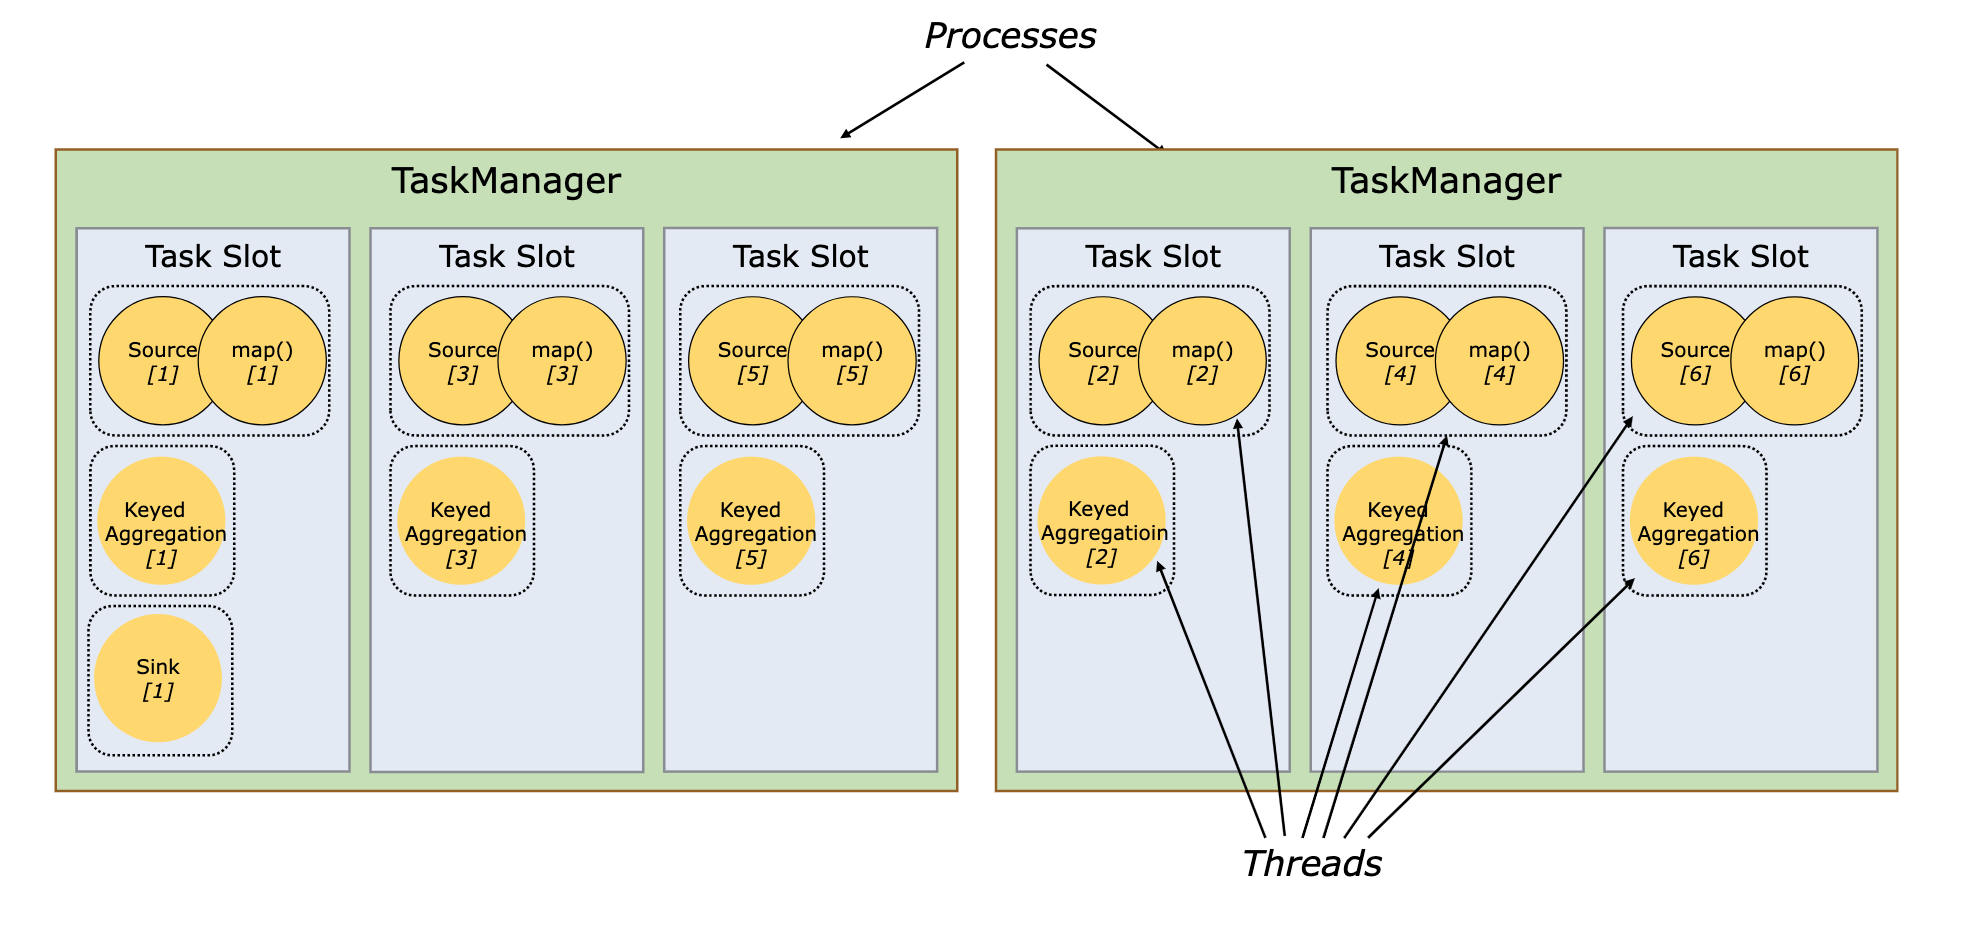 Processes
TaskManager
Task Slot
Source
[1]
map()
[1]
Keyed
Aggregation
[1]
Sink
[1]
Task Slot
Source
[3]
map()
[3]
Keyed
Aggregation
[3]
Task Slot
Source
[5]
map()
[5]
Keyed
Aggregation
[5]
TaskManager
Task Slot
Source
[2]
map()
[2]
Keyed
Aggregatioin
[2]
Task Slot
Source
[4]
map()
[4]
Keyed
Aggregation
[4]
Task Slot
Source
[6]
map()
[6]
Keyed
Aggregation
[6]
Threads